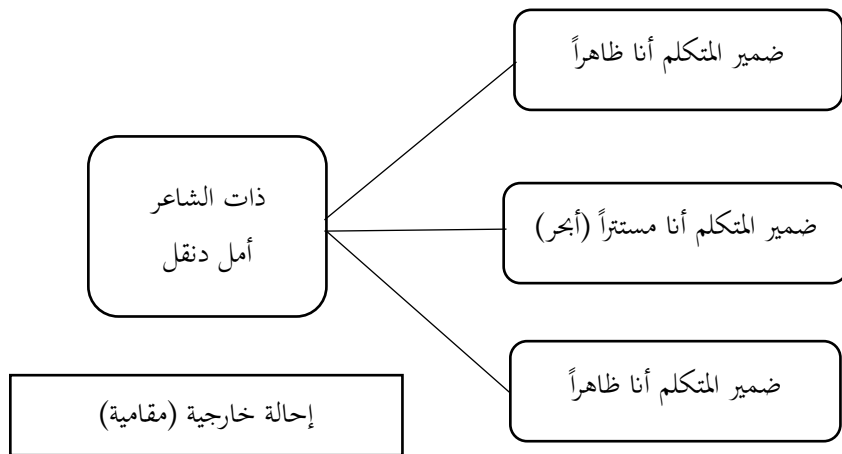 ضمير المتكلم أنا ظاهراً
ذات الشاعر
أمل دنقل
ضمير المتكلم أنا مستتراً (أبحر)
ضمير المتكلم أنا ظاهراً
إحالة خارجية (مقامية)